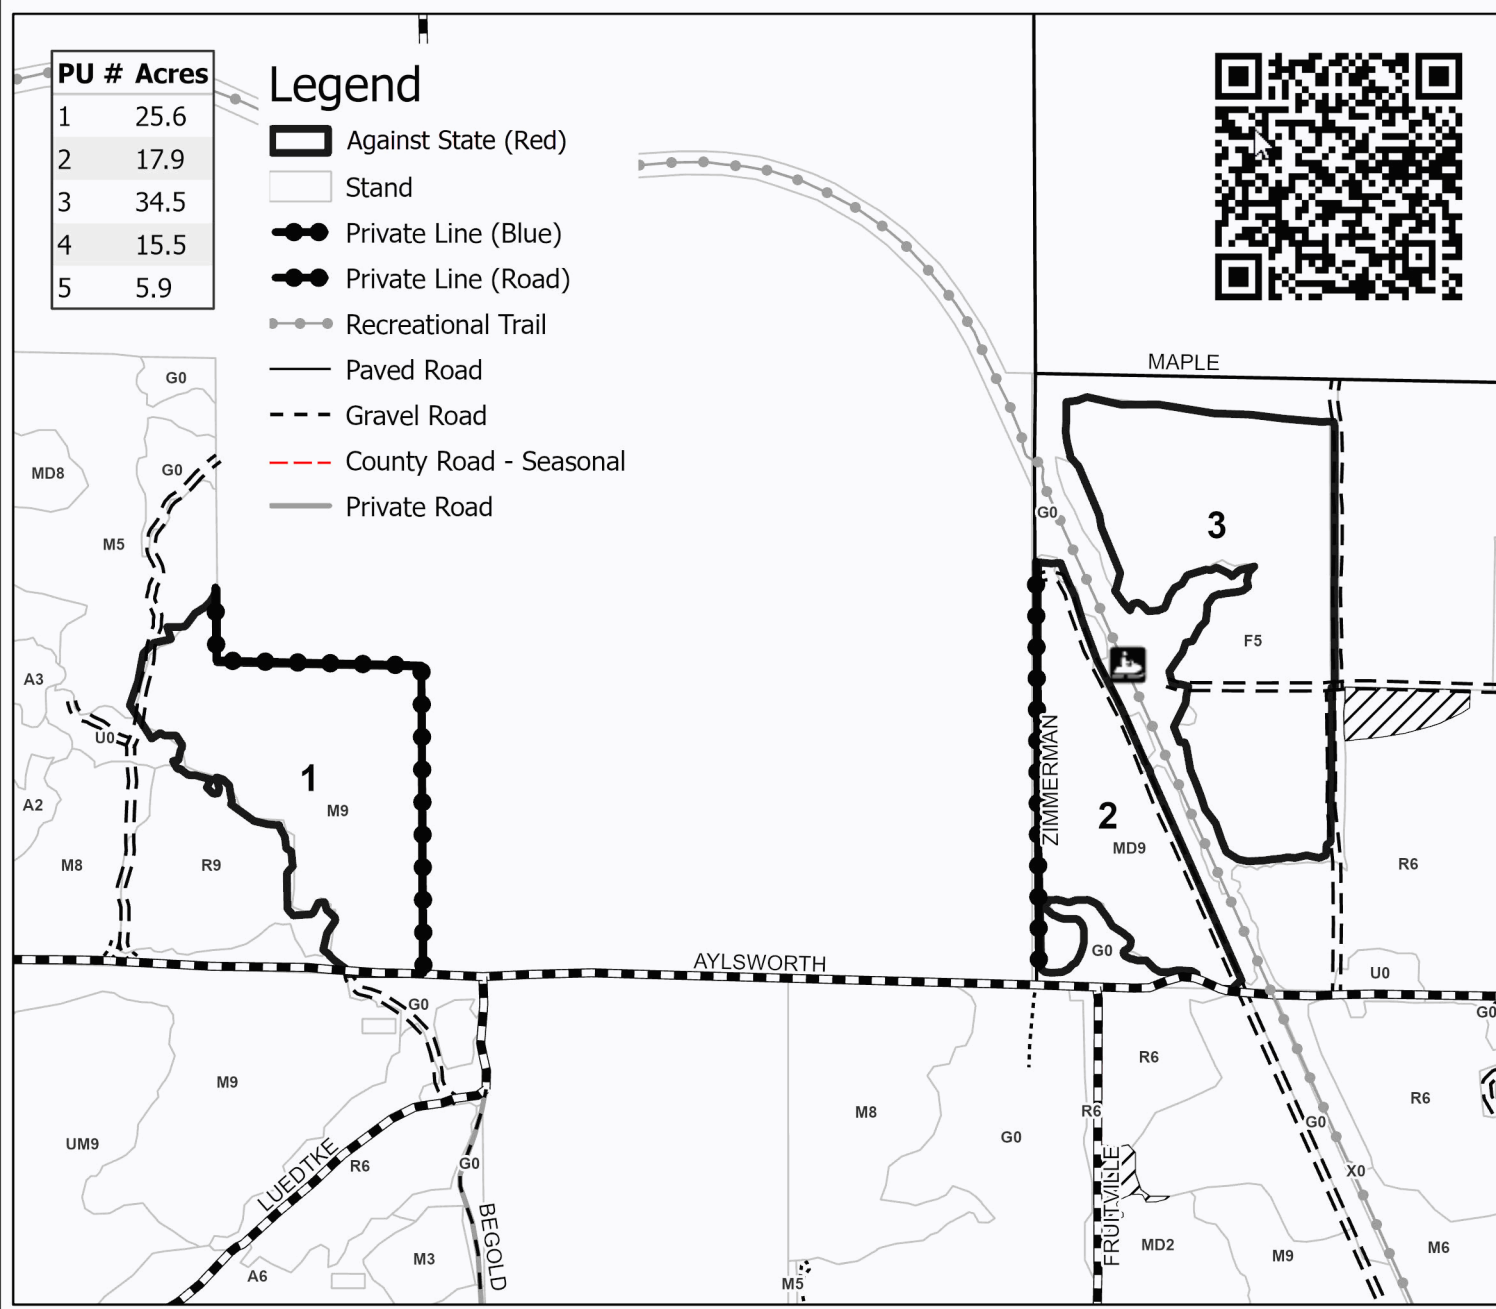 PU # Acres
1 25.6
2 17.9
3 34.5
4 15.5
5 5.9
Legend
Against State (Red)
Stand
Private Line (Blue)
Private Line (Road)
Recreational Trail
Paved Road
Gravel Road
County Road - Seasonal
Private Road
MAPLE
G0
MD8
G0
M5
G0
3
F5
A3
U0
1
M9
A2
M8
R9
ZIMMERMAN
2
MD9
R6
G0
AYLSWORTH
U0
G0
G0
M9
UM9
LUEDTKE
R6
G0
BEGOLD
A6
M3
M8
G0
M5
R6
R6
FRUITVILLE
MD2
M9
G0
X0
R6
M6